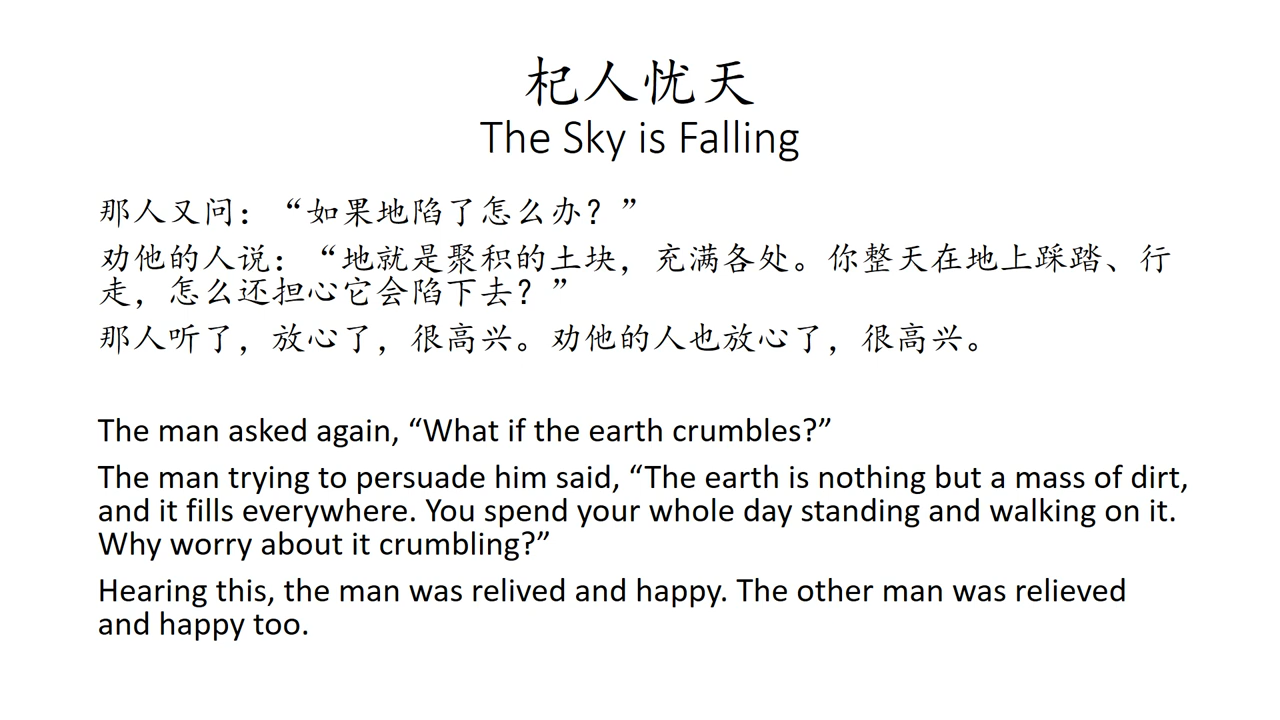 杞人忧天
The Sky is Falling
那人又问：“如果地陷了怎么办？”
劝他的人说：“地就是聚积的土块，充满各处。你整天在地上踩踏、行
走，怎么还担心它会陷下去？”
那人听了，放心了，很高兴。劝他的人也放心了，很高兴。
The man asked again, “What if the earth crumbles?”
The man trying to persuade him said, “The earth is nothing but a mass of dirt,
and it fills everywhere. You spend your whole day standing and walking on it.
Why worry about it crumbling?”
Hearing this, the man was relived and happy. The other man was relieved
and happy too.